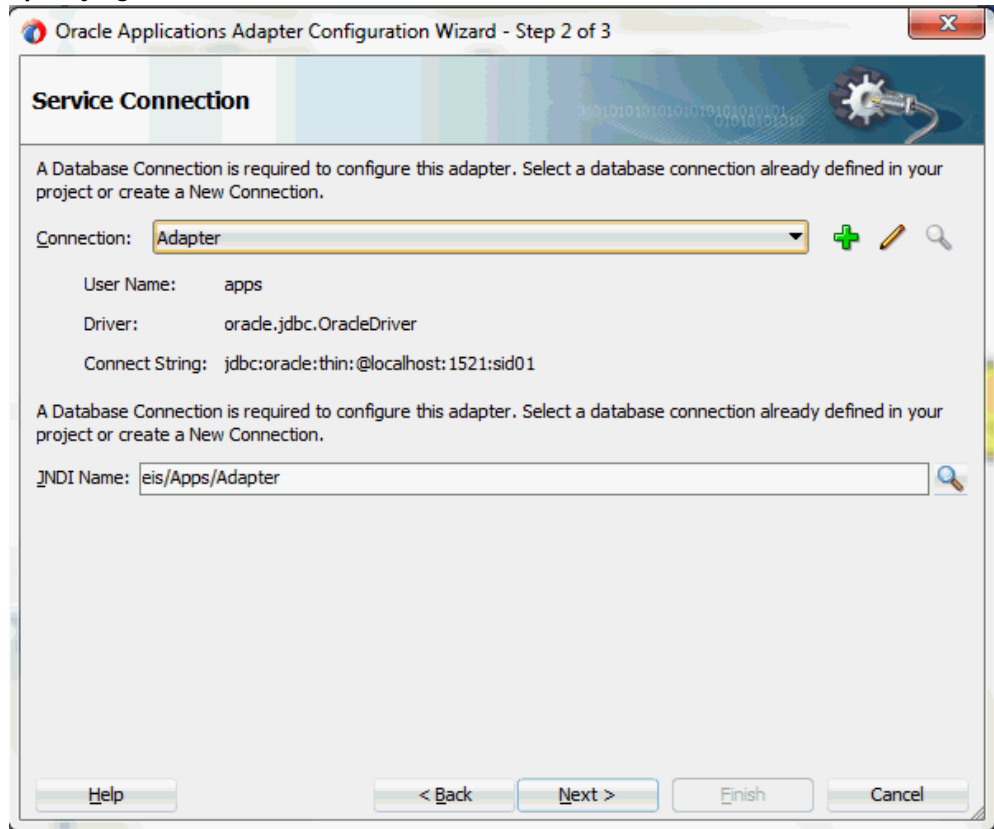 Oracle Applications Adapter Configuration Wizard - Step 2 of 3
Service Connection
A Database Connection is required to configure this adapter. Select a database connection already defined in your
project or create a New Connection.
Connection: Adapter
User Name: apps
Driver: oracle.jdbc.OracleDriver
Connect String: jdbc:oracle:thin:@localhost:1521:sid01
A Database Connection is required to configure this adapter. Select a database connection already defined in your
project or create a New Connection.
JNDI Name: eis/Apps/Adapter
Help < Back Next > Finish Cancel